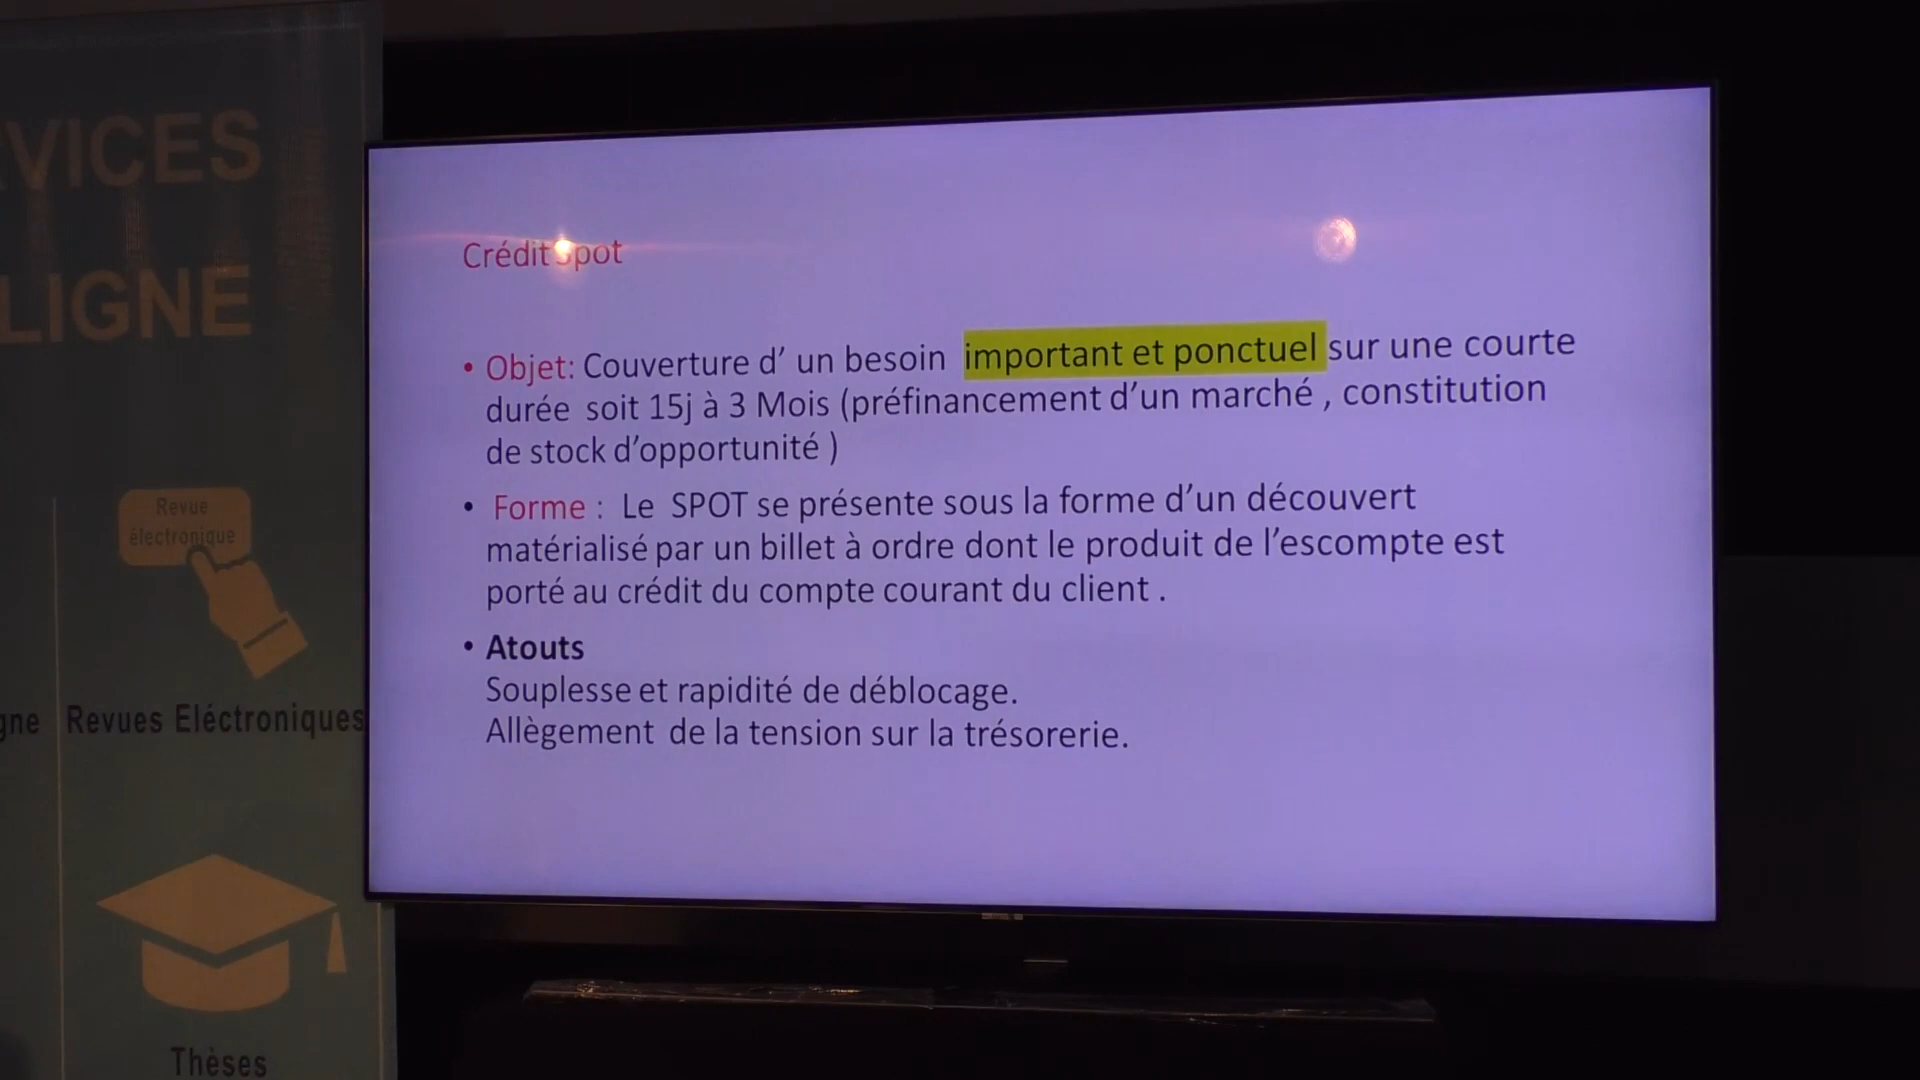 VICES
LIGNE
Revue
électronique
gne
Revues Eléctroniques
Thèses
Crédit Spot
• Objet: Couverture d' un besoin important et ponctuel sur une courte
durée soit 15j à 3 Mois (préfinancement d'un marché , constitution
de stock d'opportunité )
• Forme : Le SPOT se présente sous la forme d'un découvert
matérialisé par un billet à ordre dont le produit de l'escompte est
porté au crédit du compte courant du client .
• Atouts
Souplesse et rapidité de déblocage.
Allègement de la tension sur la trésorerie.